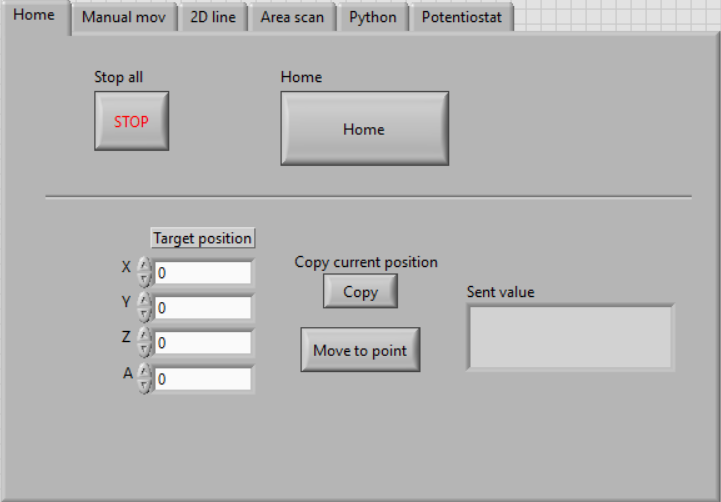 Home Manual mov 2D line Area scan Python Potentiostat
Stop all Home
STOP Home
Target position
Copy current position
X 0
Copy Sent value
Y 0
Z 0
Move to point
A 0